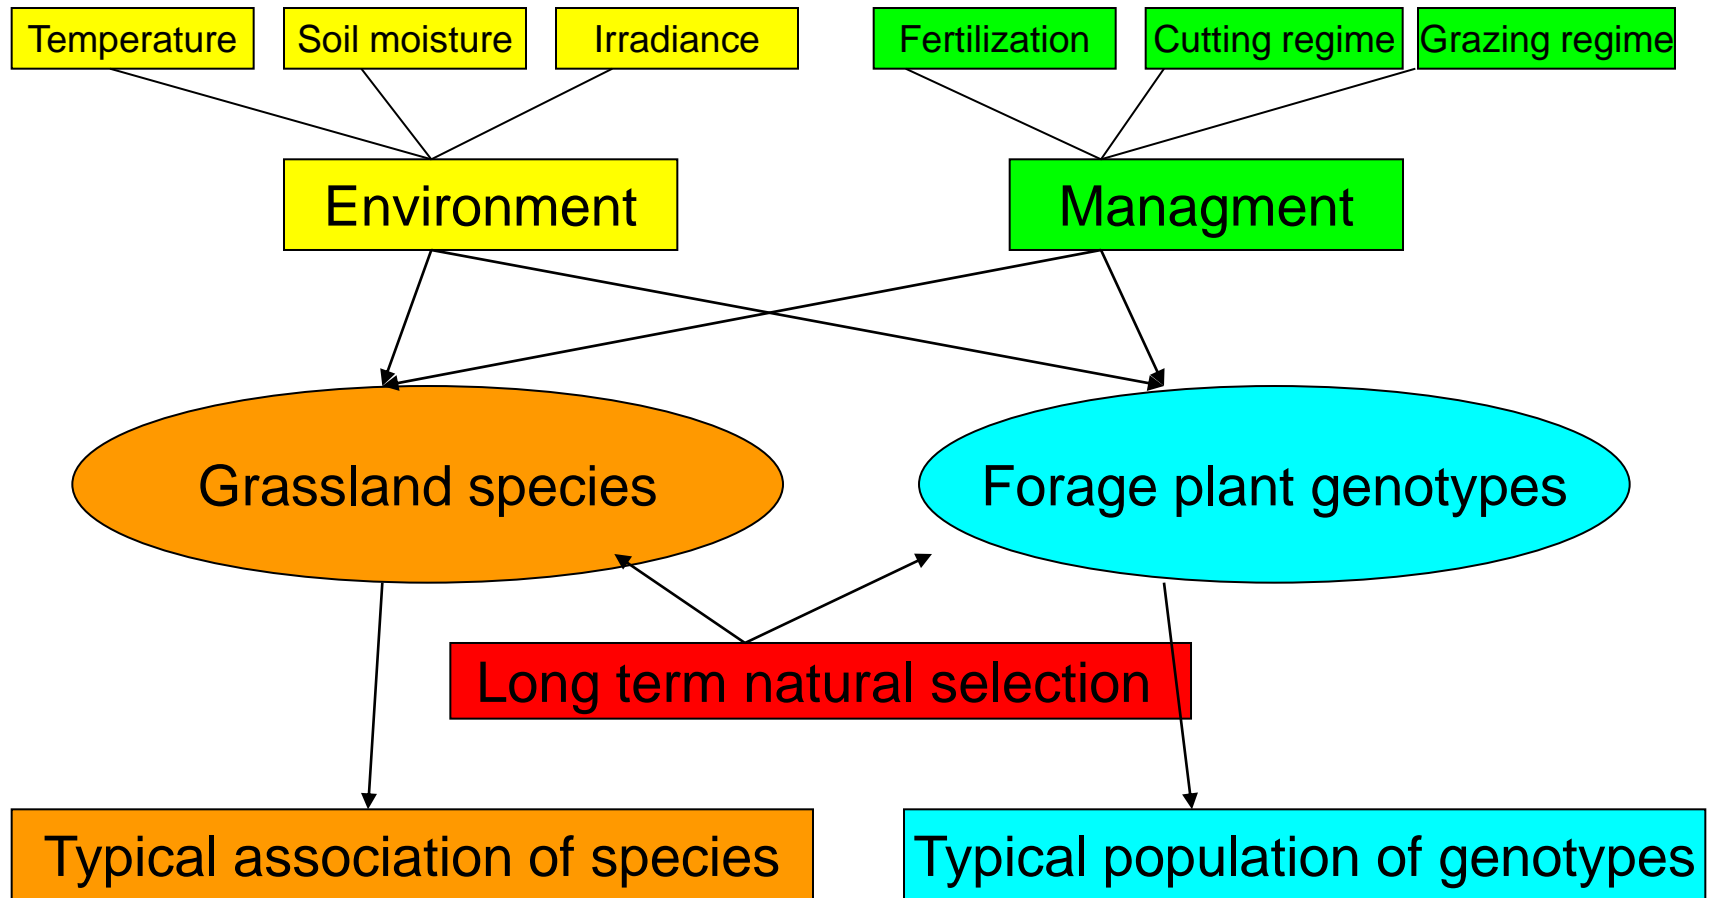 Temperature
Soil moisture
Irradiance
Fertilization
Cutting regime
Grazing regime
Environment
Managment
Grassland species
Forage plant genotypes
Long term natural selection
Typical association of species
Typical population of genotypes